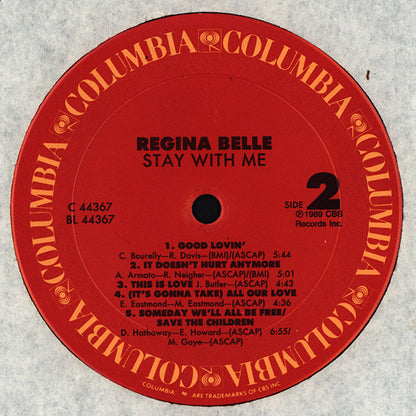 COLUMBIA COLUMBIA COLUMBIA COLUMBIA COLUMBIA COLUMBIA
REGINA BELLE
STAY WITH ME
C 44367
BL 44367
SIDE 2
℗ 1989 CBS
Records Inc.
1. GOOD LOVIN'
C. Bourelly—R. Davis—(BMI)/(ASCAP) 5:44
2. IT DOESN'T HURT ANYMORE
A. Armato—R. Neigher—(ASCAP)/(BMI) 5:01
3. THIS IS LOVE J. Butler—(ASCAP) 4:43
4. (IT'S GONNA TAKE) ALL OUR LOVE
E. Eastmond—M. Eastmond—(ASCAP) 4:36
5. SOMEDAY WE'LL ALL BE FREE/
SAVE THE CHILDREN
D. Hathaway—E. Howard—(ASCAP) 6:55/
M. Gaye—(ASCAP)
COLUMBIA, ARE TRADEMARKS OF CBS INC